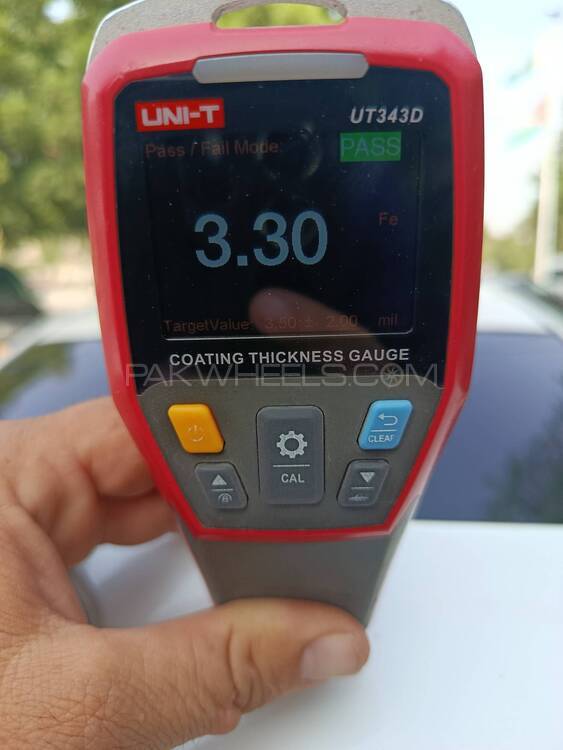 UNI-T UT343D
Pass / Fail Mode: PASS
3.30 Fe
TargetValue: 3.50 ± 2.00 mil
COATING THICKNESS GAUGE
PAKWHEELS.COM
CLEAR
CAL